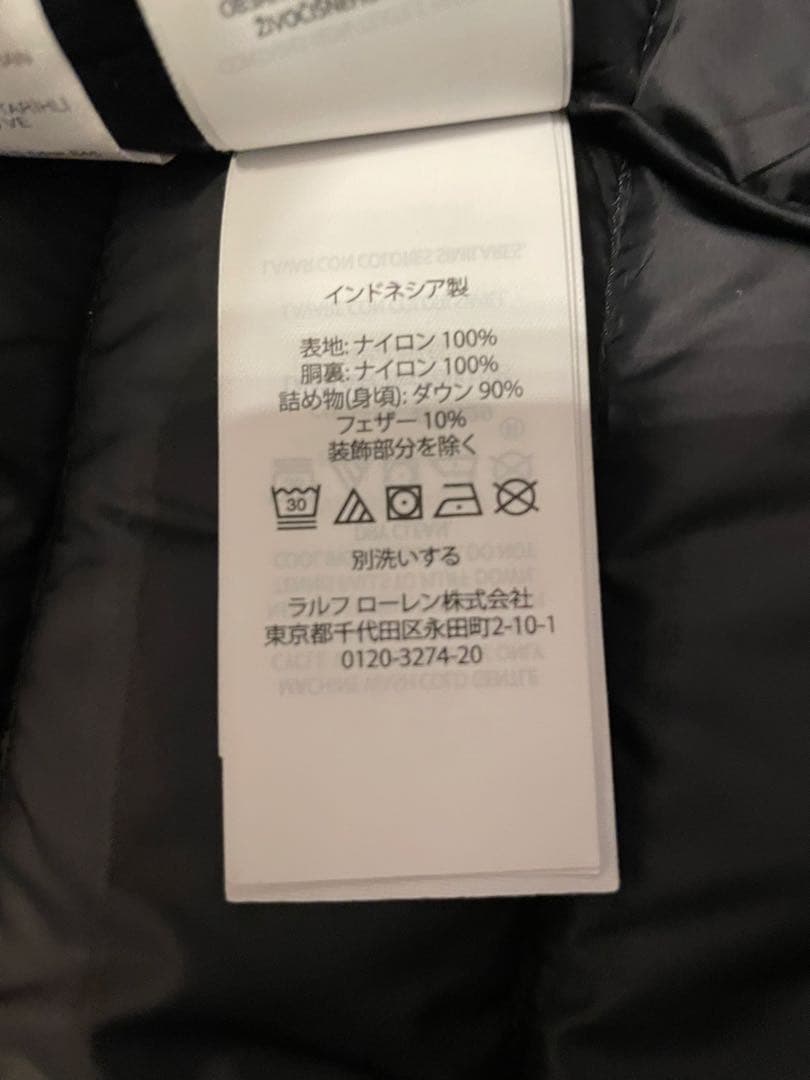 TARIHLI
VE
インドネシア製
表地: ナイロン 100%
胴裏: ナイロン 100%
詰め物(身頃): ダウン 90%
フェザー 10%
装飾部分を除く
30
別洗いする
ラルフ ローレン株式会社
東京都千代田区永田町2-10-1
0120-3274-20